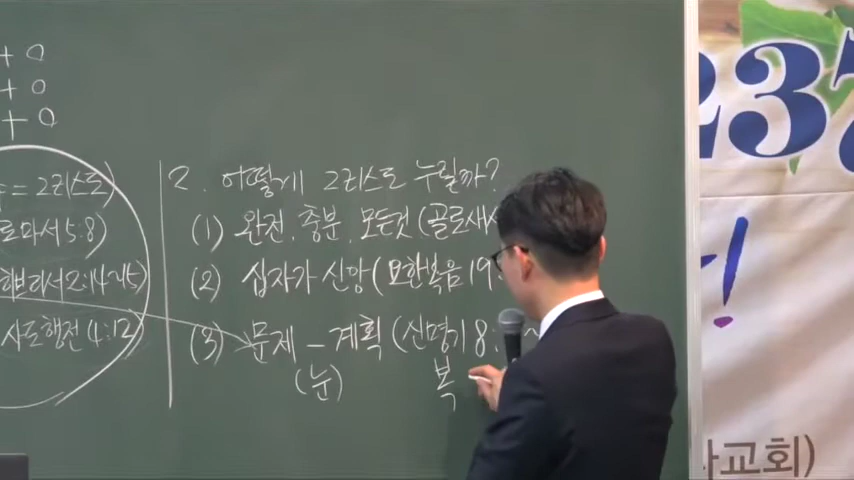 + 0
+ 0
+ 0
= 그리스도)
로마서 5:8)
히브리서 2:14-15)
사도행전 4:12)
2. 어떻게 그리스도 누릴까?
(1) 완전, 충분, 모든것 (골로새서
(2) 십자가 신앙 (요한복음 19:
(3) 문제 - 계획 (신명기 8:
(눈) 복
237
!
교회)